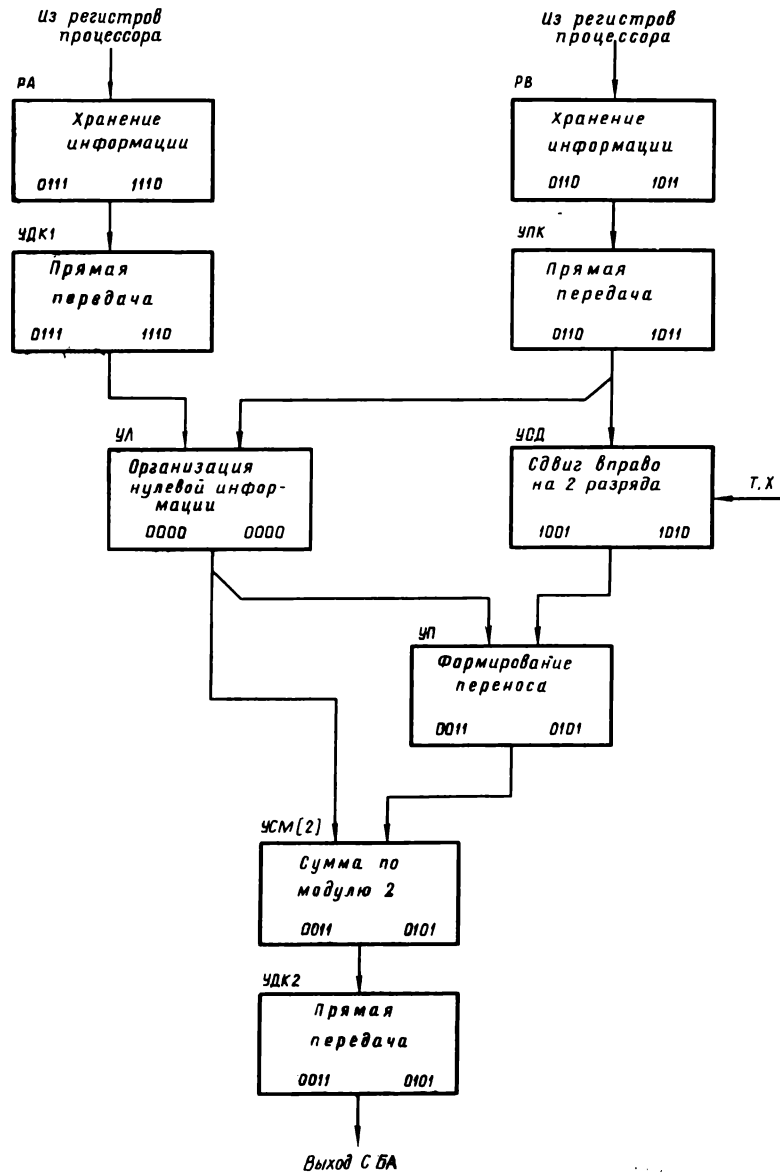 Из регистров
процессора
Из регистров
процессора
РА
Хранение
информации
0111 1110
РВ
Хранение
информации
0110 1011
УДК1
Прямая
передача
0111 1110
УПК
Прямая
передача
0110 1011
УЛ
Организация
нулевой инфор-
мации
0000 0000
УСД
Сдвиг вправо
на 2 разряда
1001 1010
Т, Х
УП
Формирование
переноса
0011 0101
УСМ[2]
Сумма по
модулю 2
0011 0101
УДК2
Прямая
передача
0011 0101
Выход С БА